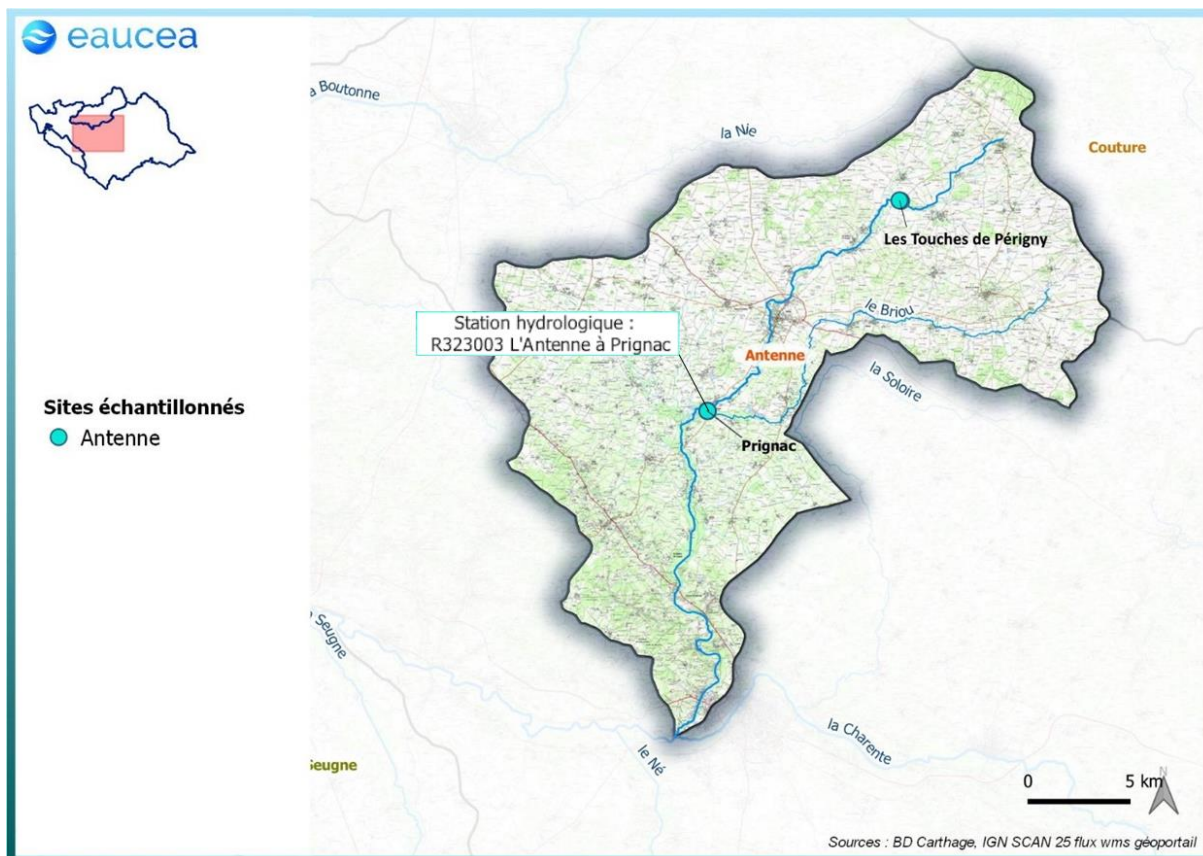 eaucea
Sites échantillonnés
Antenne
a Boutonne
la Nie
Couture
Les Touches de Périgny
le Briou
Station hydrologique :
R323003 L'Antenne à Prignac
Antenne
la Soloire
Prignac
a Seugne
Seugne
le Né
la Charente
0 5 km
N
Sources : BD Carthage, IGN SCAN 25 flux wms géoportail